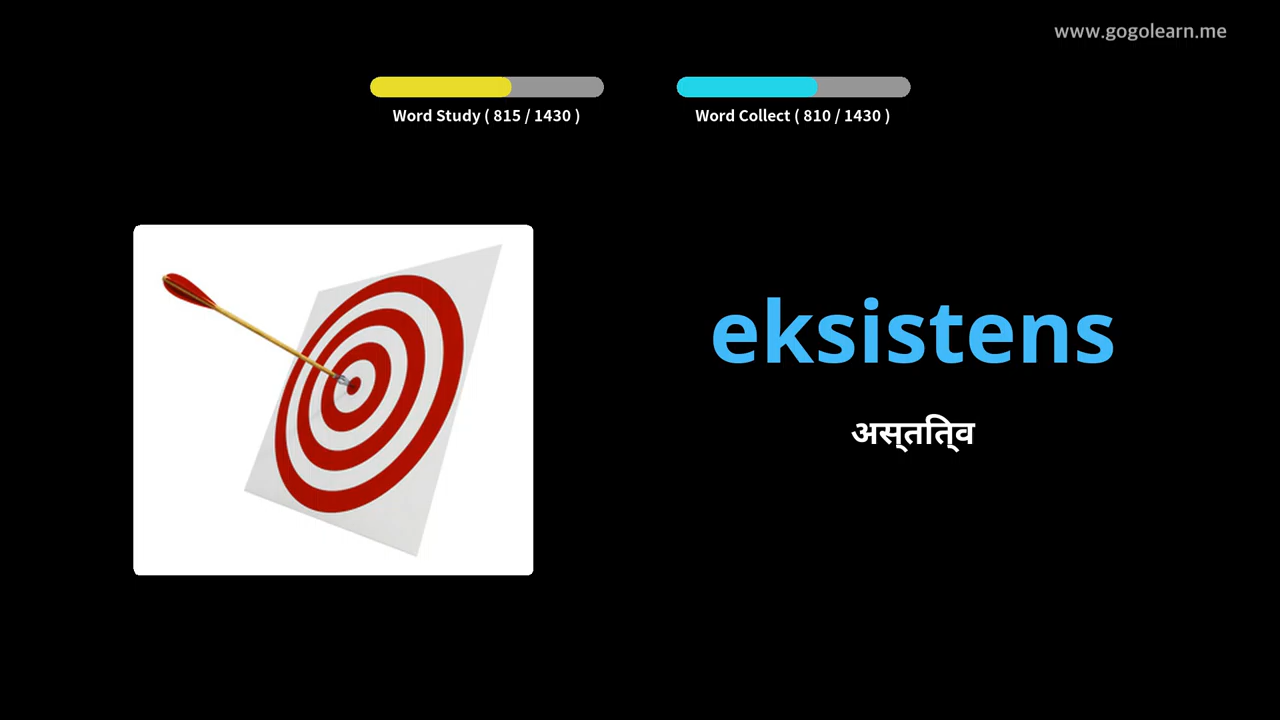 www.gogolearn.me
Word Study ( 815 / 1430 )
Word Collect ( 810 / 1430 )
eksistens
अस्तित्व